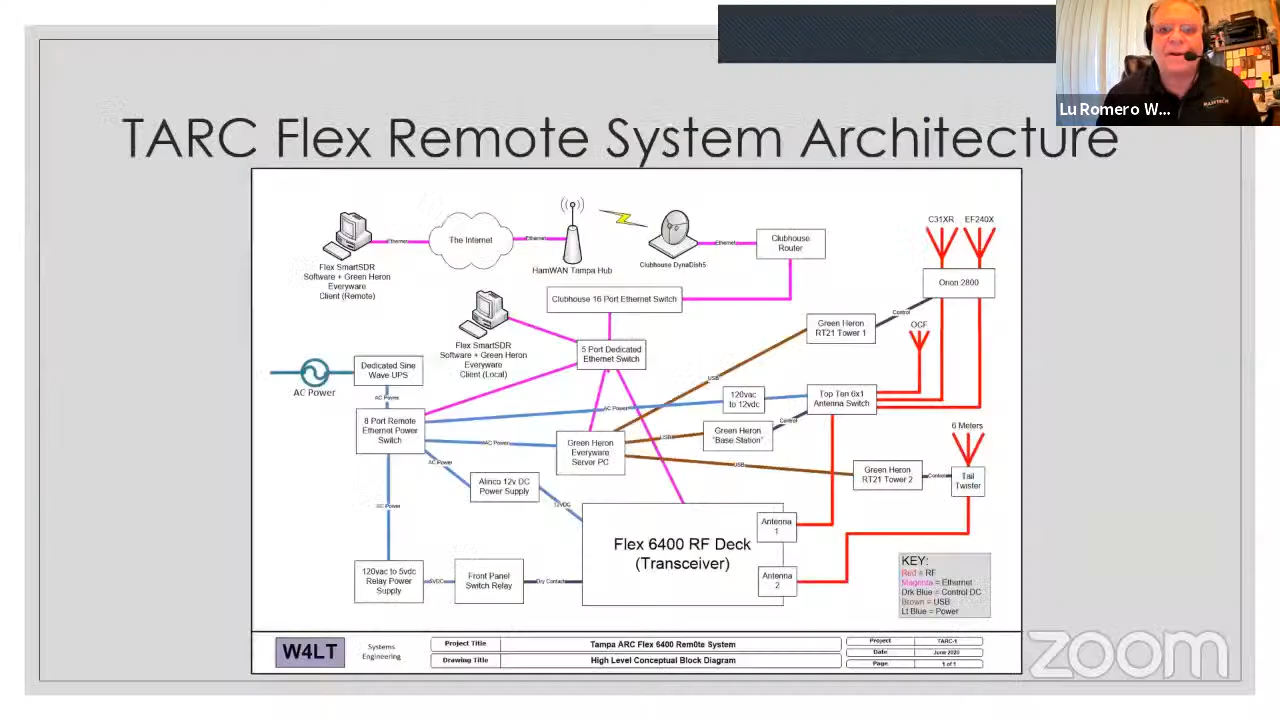 Lu Romero W...
TARC Flex Remote System Architecture
C31XR
EF240X
Ethernet
The Internet
Ethernet
Ethernet
Clubhouse
Router
Flex SmartSDR
Software + Green Heron
Everyware
Client (Remote)
HamWAN Tampa Hub
Clubhouse DynaDish5
Orion 2800
Clubhouse 16 Port Ethernet Switch
Control
Green Heron
RT21 Tower 1
OCF
Flex SmartSDR
Software + Green Heron
Everyware
Client (Local)
5 Port Dedicated
Ethernet Switch
AC Power
Dedicated Sine
Wave UPS
USB
AC Power
120vac
to 12vdc
Top Ten 6x1
Antenna Switch
AC Power
8 Port Remote
Ethernet Power
Switch
Control
6 Meters
AC Power
Green Heron
Everyware
Server PC
USB
Green Heron
"Base Station"
AC Power
USB
Green Heron
RT21 Tower 2
Control
Tail
Twister
Alinco 12v DC
Power Supply
12VDC
AC Power
Flex 6400 RF Deck
(Transceiver)
Antenna
1
Antenna
2
120vac to 5vdc
Relay Power
Supply
5VDC
Front Panel
Switch Relay
Dry Contact
KEY:
Red = RF
Magenta = Ethernet
Drk Blue = Control DC
Brown = USB
Lt Blue = Power
W4LT
Systems
Engineering
Project Title
Tampa ARC Flex 6400 Rem0te System
Drawing Title
High Level Conceptual Block Diagram
Project
TARC-1
Date
June 2020
Page
1 of 1
zoom